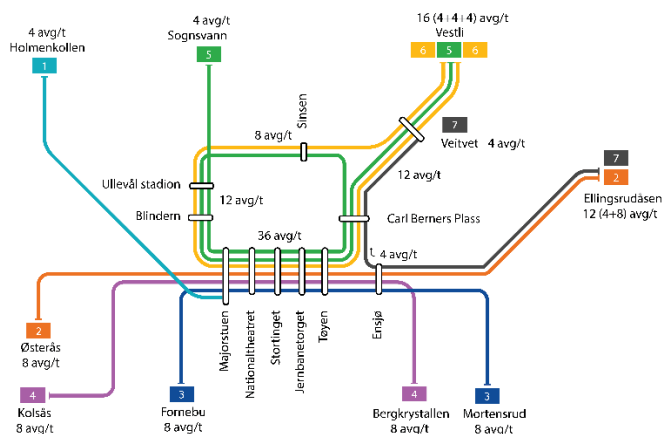 4 avg/t
Holmenkollen
1
4 avg/t
Sognsvann
5
16 (4+4+4) avg/t
Vestli
6 5 6
Sinsen
8 avg/t
7
Veitvet 4 avg/t
12 avg/t
7
2
Ellingsrudåsen
12 (4+8) avg/t
Ullevål stadion
12 avg/t
Blindern
Carl Berners Plass
36 avg/t
t 4 avg/t
Majorstuen
Nationaltheatret
Stortinget
Jernbanetorget
Tøyen
Ensjø
2
Østerås
8 avg/t
4
Kolsås
8 avg/t
3
Fornebu
8 avg/t
4
Bergkrystallen
8 avg/t
3
Mortensrud
8 avg/t